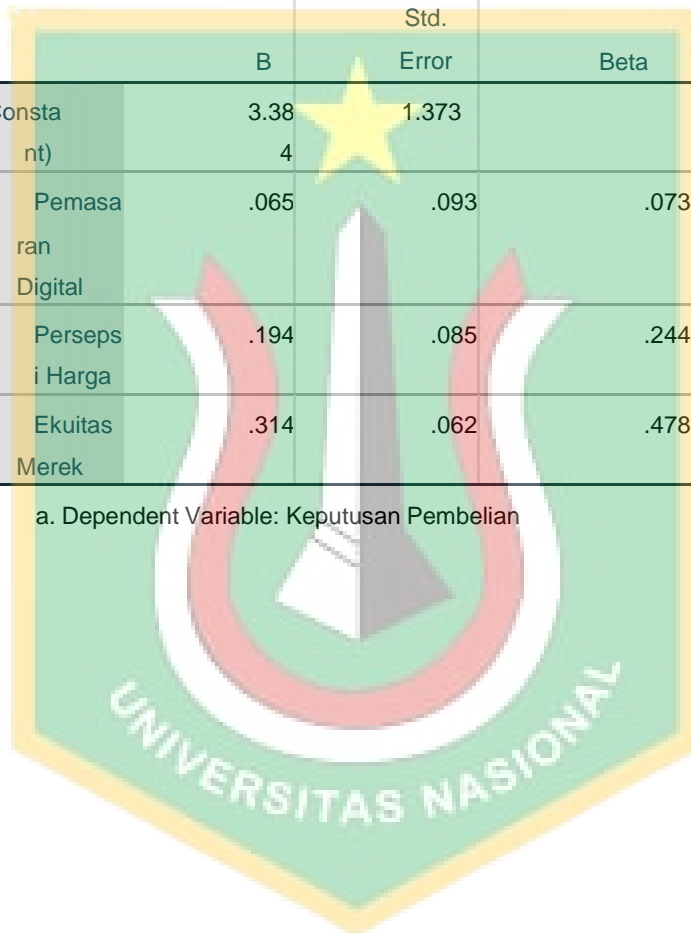 Std.
B Error Beta
Consta 3.38 1.373
nt) 4
Pemasa .065 .093 .073
ran
Digital
Perseps .194 .085 .244
i Harga
Ekuitas .314 .062 .478
Merek
a. Dependent Variable: Keputusan Pembelian
UNIVERSITAS NASIONAL